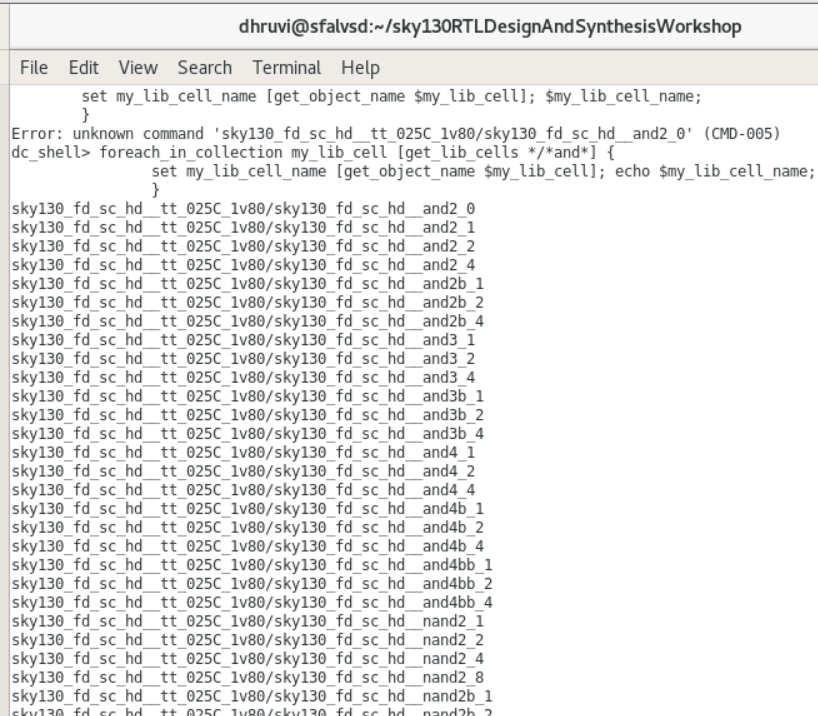 dhruvi@sfalvsd:~/sky130RTLDesignAndSynthesisWorkshop
File Edit View Search Terminal Help
set my_lib_cell_name [get_object_name $my_lib_cell]; $my_lib_cell_name;
}
Error: unknown command 'sky130_fd_sc_hd__tt_025C_1v80/sky130_fd_sc_hd__and2_0' (CMD-005)
dc_shell> foreach_in_collection my_lib_cell [get_lib_cells */*and*] {
set my_lib_cell_name [get_object_name $my_lib_cell]; echo $my_lib_cell_name;
}
sky130_fd_sc_hd__tt_025C_1v80/sky130_fd_sc_hd__and2_0
sky130_fd_sc_hd__tt_025C_1v80/sky130_fd_sc_hd__and2_1
sky130_fd_sc_hd__tt_025C_1v80/sky130_fd_sc_hd__and2_2
sky130_fd_sc_hd__tt_025C_1v80/sky130_fd_sc_hd__and2_4
sky130_fd_sc_hd__tt_025C_1v80/sky130_fd_sc_hd__and2b_1
sky130_fd_sc_hd__tt_025C_1v80/sky130_fd_sc_hd__and2b_2
sky130_fd_sc_hd__tt_025C_1v80/sky130_fd_sc_hd__and2b_4
sky130_fd_sc_hd__tt_025C_1v80/sky130_fd_sc_hd__and3_1
sky130_fd_sc_hd__tt_025C_1v80/sky130_fd_sc_hd__and3_2
sky130_fd_sc_hd__tt_025C_1v80/sky130_fd_sc_hd__and3_4
sky130_fd_sc_hd__tt_025C_1v80/sky130_fd_sc_hd__and3b_1
sky130_fd_sc_hd__tt_025C_1v80/sky130_fd_sc_hd__and3b_2
sky130_fd_sc_hd__tt_025C_1v80/sky130_fd_sc_hd__and3b_4
sky130_fd_sc_hd__tt_025C_1v80/sky130_fd_sc_hd__and4_1
sky130_fd_sc_hd__tt_025C_1v80/sky130_fd_sc_hd__and4_2
sky130_fd_sc_hd__tt_025C_1v80/sky130_fd_sc_hd__and4_4
sky130_fd_sc_hd__tt_025C_1v80/sky130_fd_sc_hd__and4b_1
sky130_fd_sc_hd__tt_025C_1v80/sky130_fd_sc_hd__and4b_2
sky130_fd_sc_hd__tt_025C_1v80/sky130_fd_sc_hd__and4b_4
sky130_fd_sc_hd__tt_025C_1v80/sky130_fd_sc_hd__and4bb_1
sky130_fd_sc_hd__tt_025C_1v80/sky130_fd_sc_hd__and4bb_2
sky130_fd_sc_hd__tt_025C_1v80/sky130_fd_sc_hd__and4bb_4
sky130_fd_sc_hd__tt_025C_1v80/sky130_fd_sc_hd__nand2_1
sky130_fd_sc_hd__tt_025C_1v80/sky130_fd_sc_hd__nand2_2
sky130_fd_sc_hd__tt_025C_1v80/sky130_fd_sc_hd__nand2_4
sky130_fd_sc_hd__tt_025C_1v80/sky130_fd_sc_hd__nand2_8
sky130_fd_sc_hd__tt_025C_1v80/sky130_fd_sc_hd__nand2b_1
sky130_fd_sc_hd__tt_025C_1v80/sky130_fd_sc_hd__nand2b_2